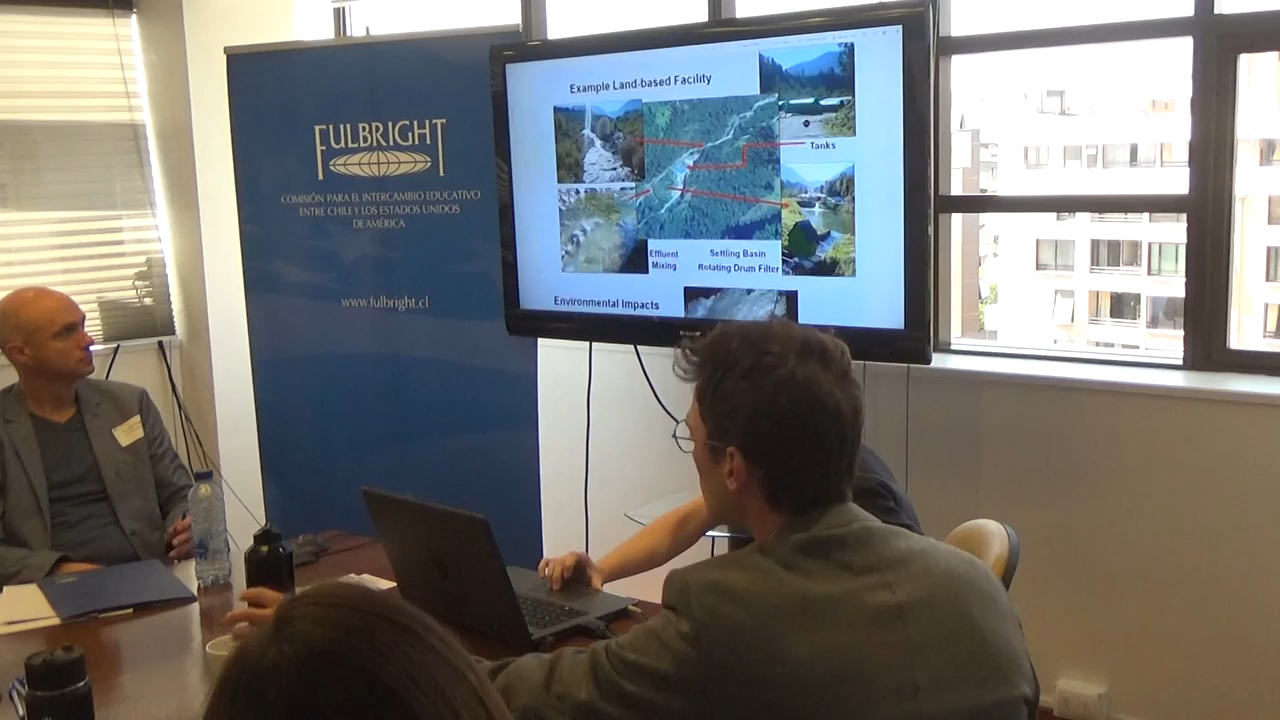 FULBRIGHT
COMISIÓN PARA EL INTERCAMBIO EDUCATIVO
ENTRE CHILE Y LOS ESTADOS UNIDOS
DE AMÉRICA
www.fulbright.cl
Example Land-based Facility
Tanks
Effluent
Mixing
Settling Basin
Rotating Drum Filter
Environmental Impacts